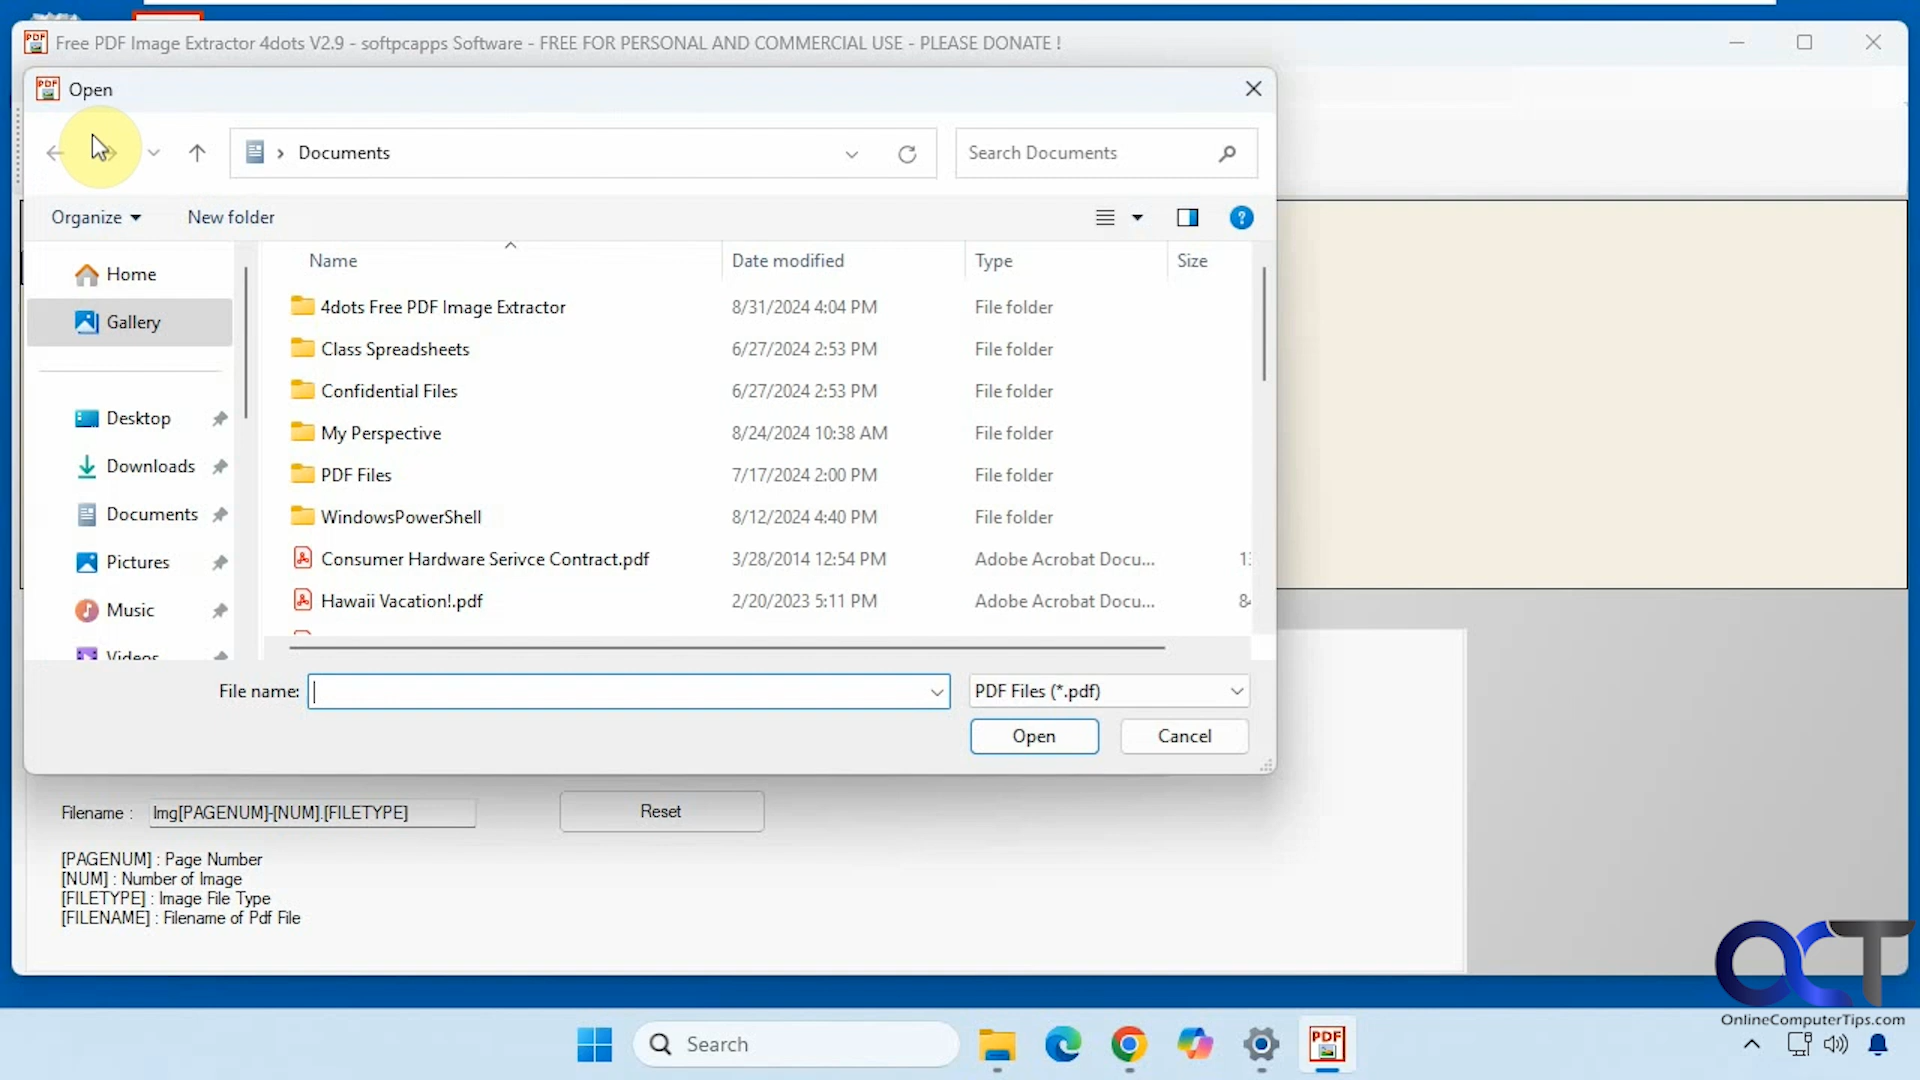 PDF Free PDF Image Extractor 4dots V2.9 - softpcapps Software - FREE FOR PERSONAL AND COMMERCIAL USE - PLEASE DONATE !
PDF Open
Documents
Search Documents
Organize
New folder
Name Date modified Type Size
Home
Gallery
Desktop
Downloads
Documents
Pictures
Music
Videos
4dots Free PDF Image Extractor 8/31/2024 4:04 PM File folder
Class Spreadsheets 6/27/2024 2:53 PM File folder
Confidential Files 6/27/2024 2:53 PM File folder
My Perspective 8/24/2024 10:38 AM File folder
PDF Files 7/17/2024 2:00 PM File folder
WindowsPowerShell 8/12/2024 4:40 PM File folder
Consumer Hardware Serivce Contract.pdf 3/28/2014 12:54 PM Adobe Acrobat Docu...
Hawaii Vacation!.pdf 2/20/2023 5:11 PM Adobe Acrobat Docu...
File name:
PDF Files (*.pdf)
Open
Cancel
Filename : Img[PAGENUM]-[NUM].[FILETYPE]
Reset
[PAGENUM] : Page Number
[NUM] : Number of Image
[FILETYPE] : Image File Type
[FILENAME] : Filename of Pdf File
OCT
OnlineComputerTips.com
Search
PDF